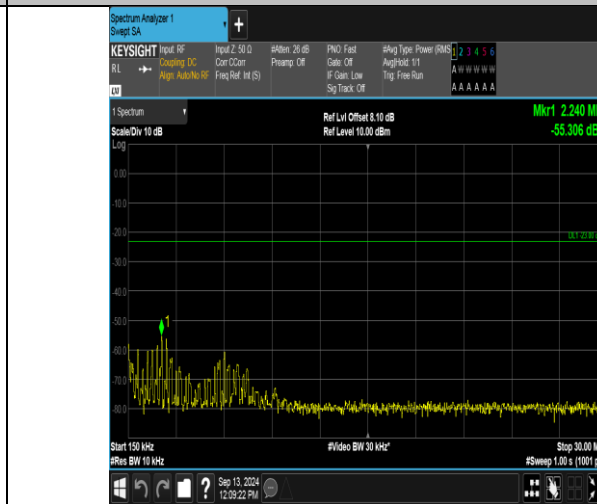 Spectrum Analyzer 1
Swept SA
+
KEYSIGHT Input: RF Input Z: 50 Ω #Atten: 26 dB PNO: Fast #Avg Type: Power (RMS 1 2 3 4 5 6
RL Coupling: DC Corr CCorr Preamp: Off Gate: Off Avg|Hold: 1/1 A W W W W W
Align: Auto/No RF Freq Ref: Int (S) IF Gain: Low Trig: Free Run
LXI Sig Track: Off A A A A A A
1 Spectrum Ref Lvl Offset 8.10 dB Mkr1 2.240 M
Scale/Div 10 dB Ref Level 10.00 dBm -55.306 dB
Log
0.00
-10.0
-20.0
DL1 -23.00
-30.0
-40.0
-50.0
1
-60.0
-70.0
-80.0
Start 150 kHz #Video BW 30 kHz* Stop 30.00 M
#Res BW 10 kHz #Sweep 1.00 s (1001 p
? Sep 13, 2024
12:09:22 PM